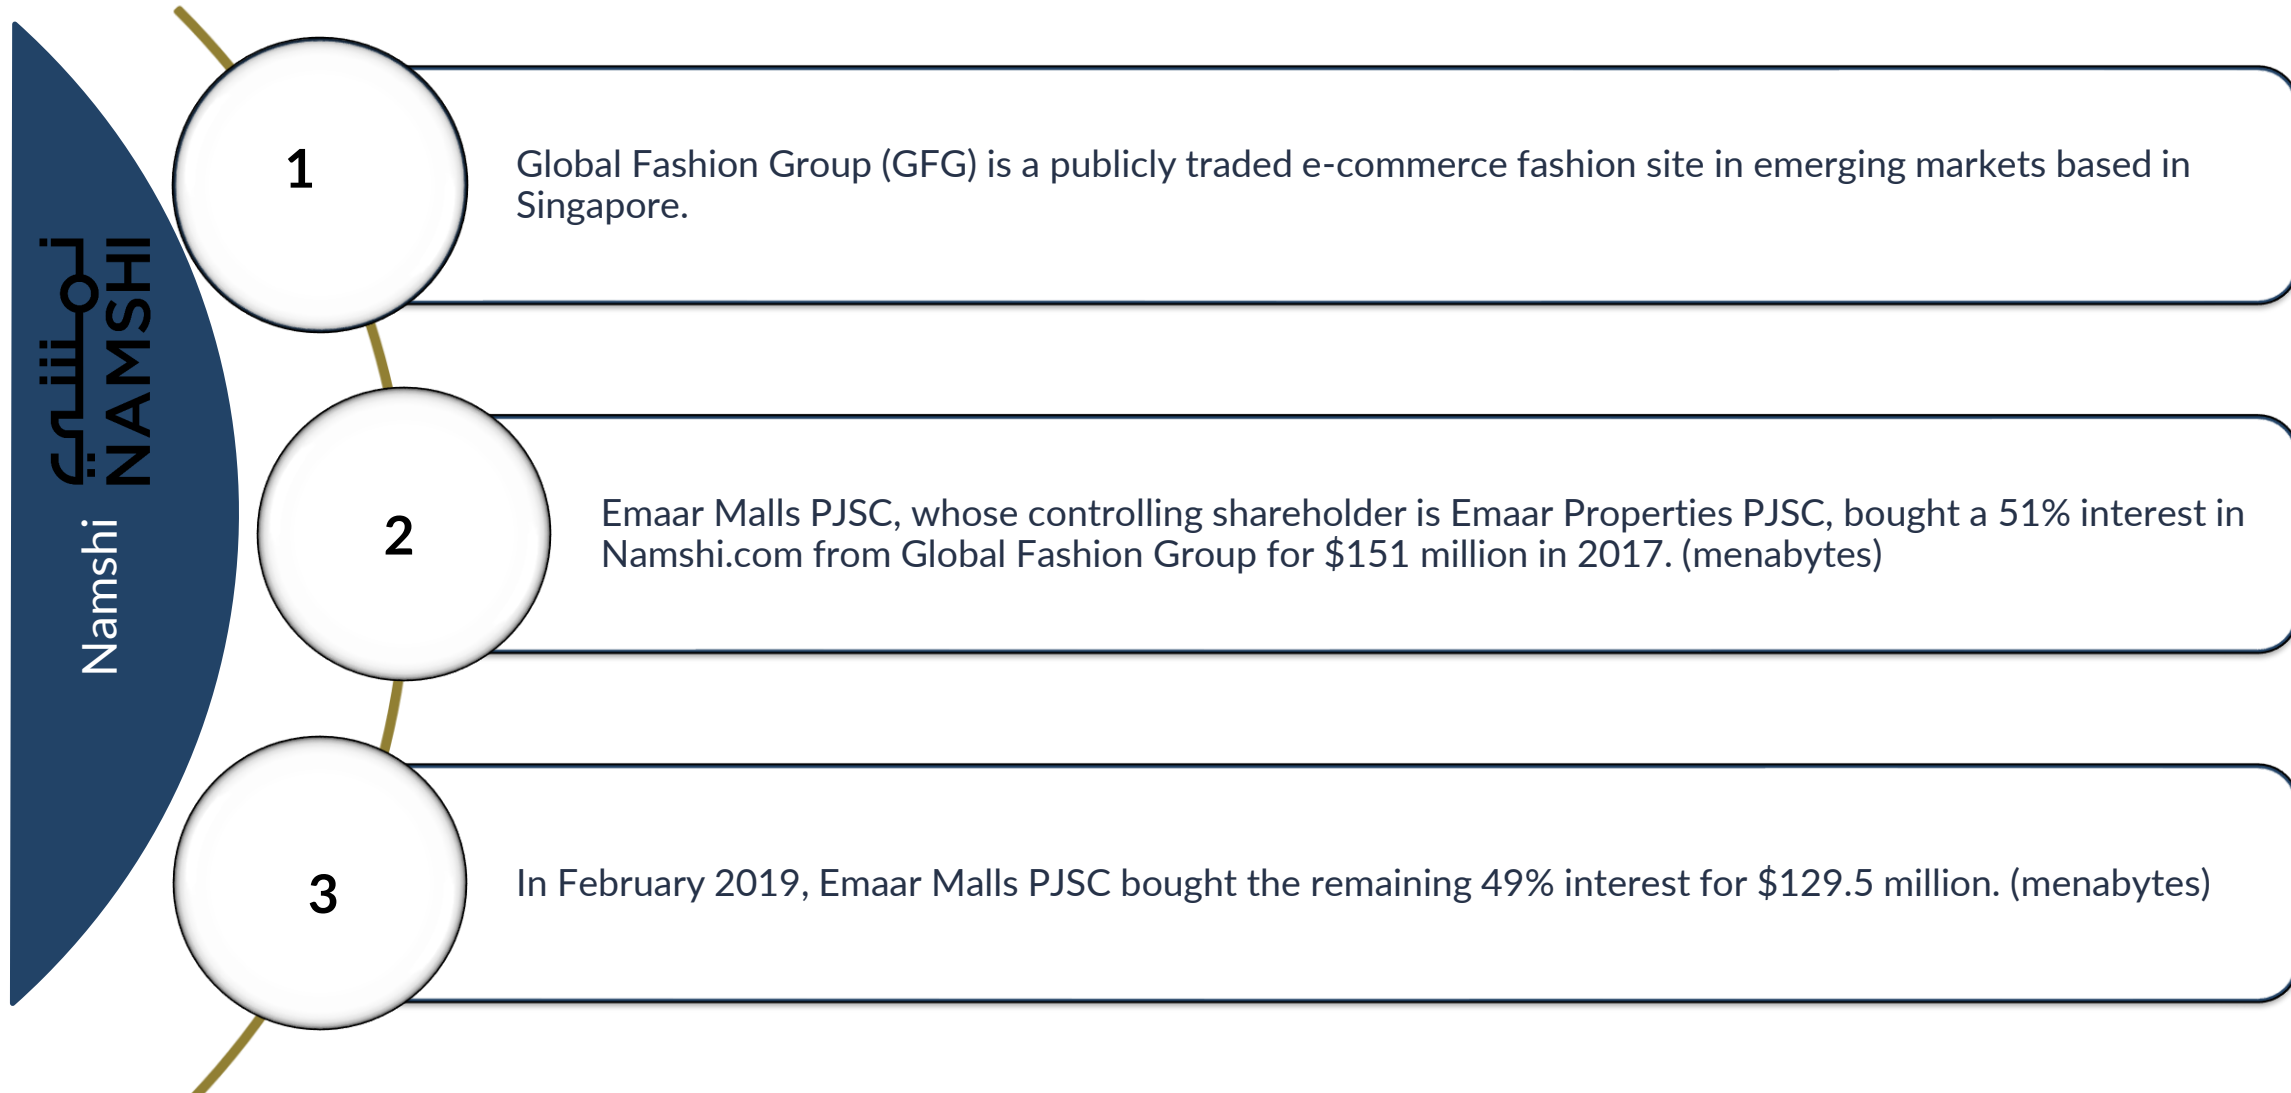 نمشي
NAMSHI
Namshi
1
Global Fashion Group (GFG) is a publicly traded e-commerce fashion site in emerging markets based in
Singapore.
2
Emaar Malls PJSC, whose controlling shareholder is Emaar Properties PJSC, bought a 51% interest in
Namshi.com from Global Fashion Group for $151 million in 2017. (menabytes)
3
In February 2019, Emaar Malls PJSC bought the remaining 49% interest for $129.5 million. (menabytes)